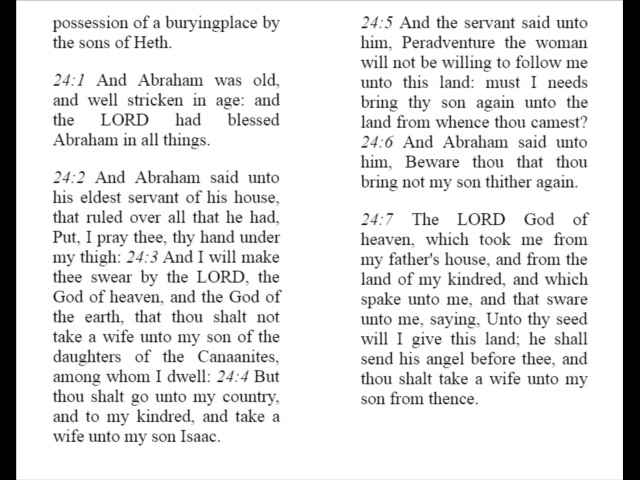 possession of a buryingplace by
the sons of Heth.
24:1 And Abraham was old,
and well stricken in age: and
the LORD had blessed
Abraham in all things.
24:2 And Abraham said unto
his eldest servant of his house,
that ruled over all that he had,
Put, I pray thee, thy hand under
my thigh: 24:3 And I will make
thee swear by the LORD, the
God of heaven, and the God of
the earth, that thou shalt not
take a wife unto my son of the
daughters of the Canaanites,
among whom I dwell: 24:4 But
thou shalt go unto my country,
and to my kindred, and take a
wife unto my son Isaac.
24:5 And the servant said unto
him, Peradventure the woman
will not be willing to follow me
unto this land: must I needs
bring thy son again unto the
land from whence thou camest?
24:6 And Abraham said unto
him, Beware thou that thou
bring not my son thither again.
24:7 The LORD God of
heaven, which took me from
my father's house, and from the
land of my kindred, and which
spake unto me, and that sware
unto me, saying, Unto thy seed
will I give this land; he shall
send his angel before thee, and
thou shalt take a wife unto my
son from thence.